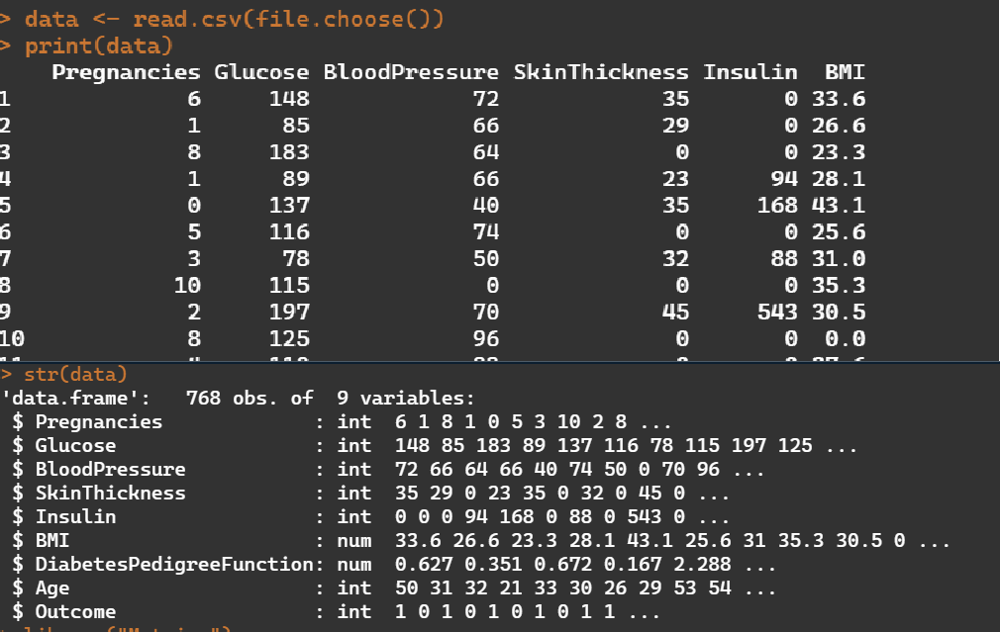 > data <- read.csv(file.choose())
> print(data)
Pregnancies Glucose BloodPressure SkinThickness Insulin BMI
1 6 148 72 35 0 33.6
2 1 85 66 29 0 26.6
3 8 183 64 0 0 23.3
4 1 89 66 23 94 28.1
5 0 137 40 35 168 43.1
6 5 116 74 0 0 25.6
7 3 78 50 32 88 31.0
8 10 115 0 0 0 35.3
9 2 197 70 45 543 30.5
10 8 125 96 0 0 0.0
> str(data)
'data.frame': 768 obs. of 9 variables:
$ Pregnancies : int 6 1 8 1 0 5 3 10 2 8 ...
$ Glucose : int 148 85 183 89 137 116 78 115 197 125 ...
$ BloodPressure : int 72 66 64 66 40 74 50 0 70 96 ...
$ SkinThickness : int 35 29 0 23 35 0 32 0 45 0 ...
$ Insulin : int 0 0 0 94 168 0 88 0 543 0 ...
$ BMI : num 33.6 26.6 23.3 28.1 43.1 25.6 31 35.3 30.5 0 ...
$ DiabetesPedigreeFunction: num 0.627 0.351 0.672 0.167 2.288 ...
$ Age : int 50 31 32 21 33 30 26 29 53 54 ...
$ Outcome : int 1 0 1 0 1 0 1 0 1 1 ...